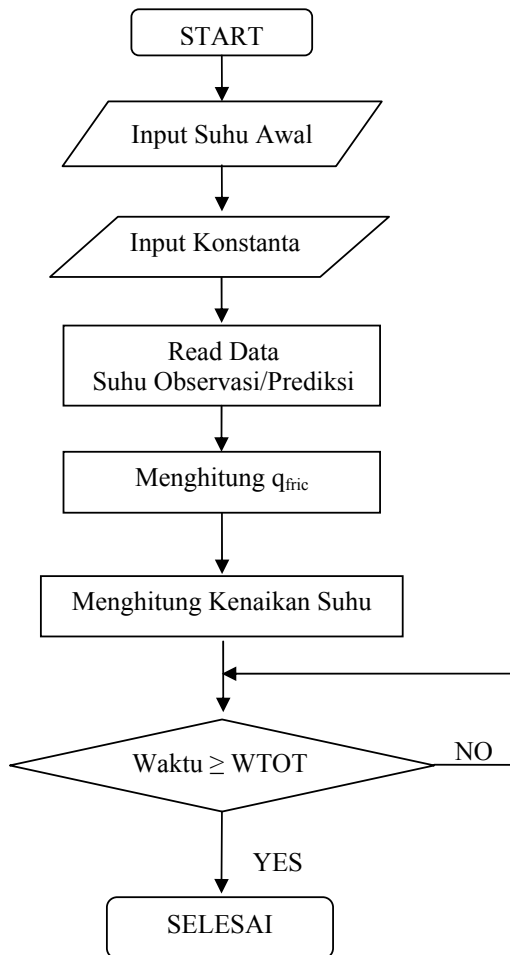 START
Input Suhu Awal
Input Konstanta
Read Data
Suhu Observasi/Prediksi
Menghitung qfric
Menghitung Kenaikan Suhu
Waktu ≥ WTOT
NO
YES
SELESAI